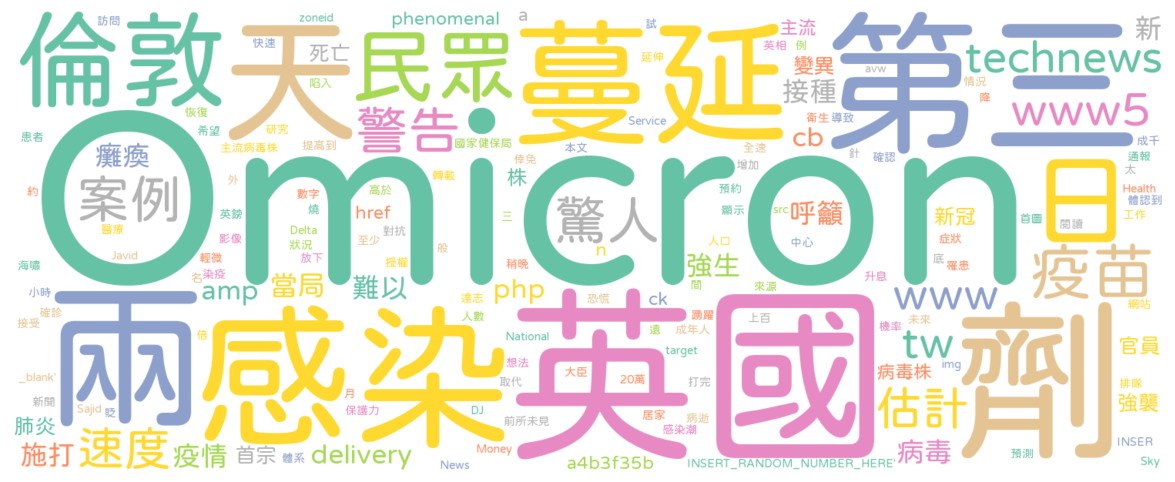 訪問
zoneid
phenomenal
a
主流
試
新
倫敦
天
快速
死亡
民眾
蔓延
英相
例
延伸
變異
avw
第三
technews
陷入
接種
情況
降
www5
恢復
希望
研究
警告
國家健保局
Service
衛生
導致
cb
患者
主流病毒株
提高到
本文
全速
針
確認
成千
癱瘓
倖免
增加
通報
太
Omicron
案例
約
外
數字
高於
轉載
株
預約
日
Health
體認到
醫療
英鎊
燒
href
三
驚人
顯示
src
呼籲
新冠
首圖
閱讀
工作
影像
Delta
狀況
至少
對抗
人口
中心
症狀
海嘯
Javid
輕微
放下
授權
般
n
稍晚
強生
底
罹患
疫苗
名
染疫
升息
小時
amp
當局
難以
php
達志
恐慌
ck
間
來源
www
網站
確診
接受
倍
人數
遠
踴躍
成年人
上百
機率
未來
兩
感染
英國
劑
National
target
tw
官員
_blank'
想法
取代
大臣
20萬
打完
病毒株
img
排隊
新聞
Sajid
貶
月
保護力
DJ
前所未見
居家
病逝
感染潮
估計
強襲
肺炎
施打
速度
疫情
首宗
體系
delivery
News
Money
a4b3f35b
INSERT_RANDOM_NUMBER_HERE'
病毒
預測
INSER
Sky